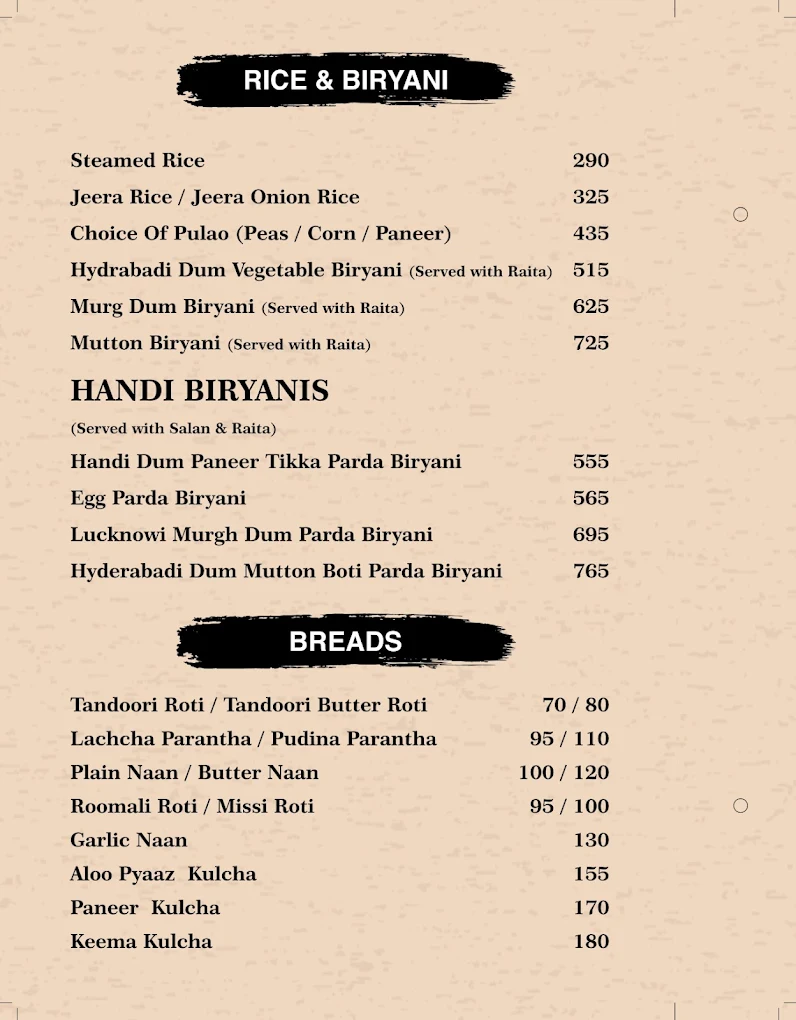 RICE & BIRYANI
Steamed Rice 290
Jeera Rice / Jeera Onion Rice 325
Choice Of Pulao (Peas / Corn / Paneer) 435
Hydrabadi Dum Vegetable Biryani (Served with Raita) 515
Murg Dum Biryani (Served with Raita) 625
Mutton Biryani (Served with Raita) 725
HANDI BIRYANIS
(Served with Salan & Raita)
Handi Dum Paneer Tikka Parda Biryani 555
Egg Parda Biryani 565
Lucknowi Murgh Dum Parda Biryani 695
Hyderabadi Dum Mutton Boti Parda Biryani 765
BREADS
Tandoori Roti / Tandoori Butter Roti 70 / 80
Lachcha Parantha / Pudina Parantha 95 / 110
Plain Naan / Butter Naan 100 / 120
Roomali Roti / Missi Roti 95 / 100
Garlic Naan 130
Aloo Pyaaz Kulcha 155
Paneer Kulcha 170
Keema Kulcha 180